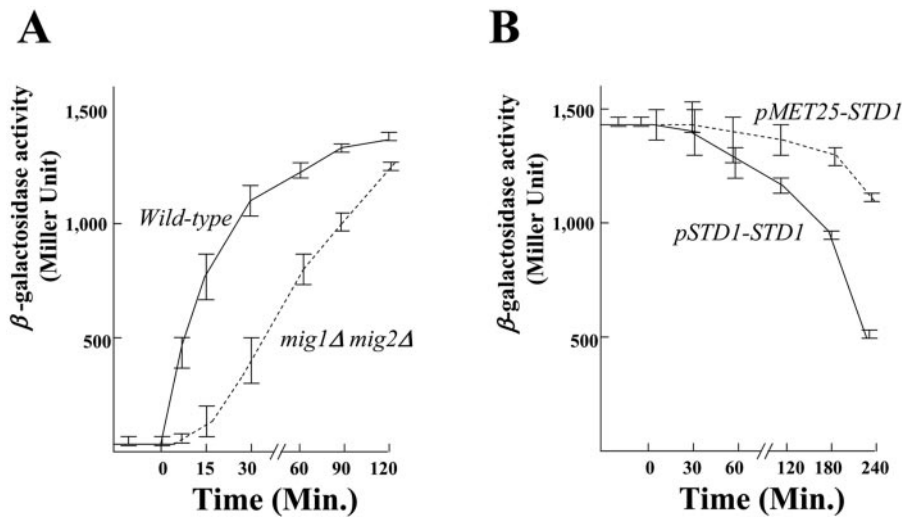 A
β-galactosidase activity
(Miller Unit)
1,500
1,000
500
Wild-type
mig1Δ mig2Δ
0 15 30 60 90 120
Time (Min.)
B
β-galactosidase activity
(Miller Unit)
1,500
1,000
500
pMET25-STD1
pSTD1-STD1
0 30 60 120 180 240
Time (Min.)